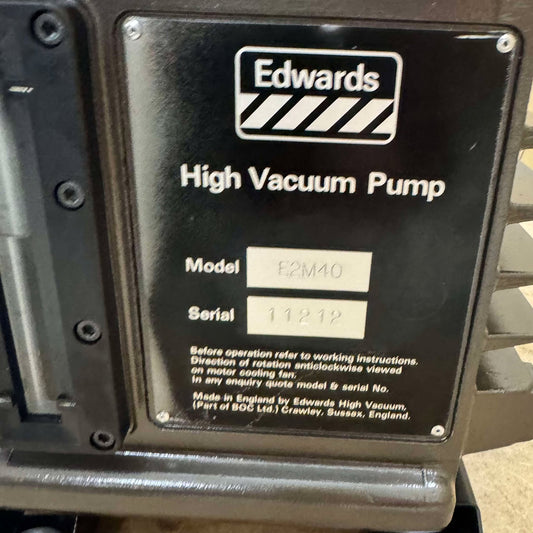 Edwards
High Vacuum Pump
Model E2M40
Serial 11212
Before operation refer to working instructions.
Direction of rotation anticlockwise viewed
on motor cooling fan.
In any enquiry quote model & serial No.
Made in England by Edwards High Vacuum,
(Part of BOC Ltd.) Crawley, Sussex, England.